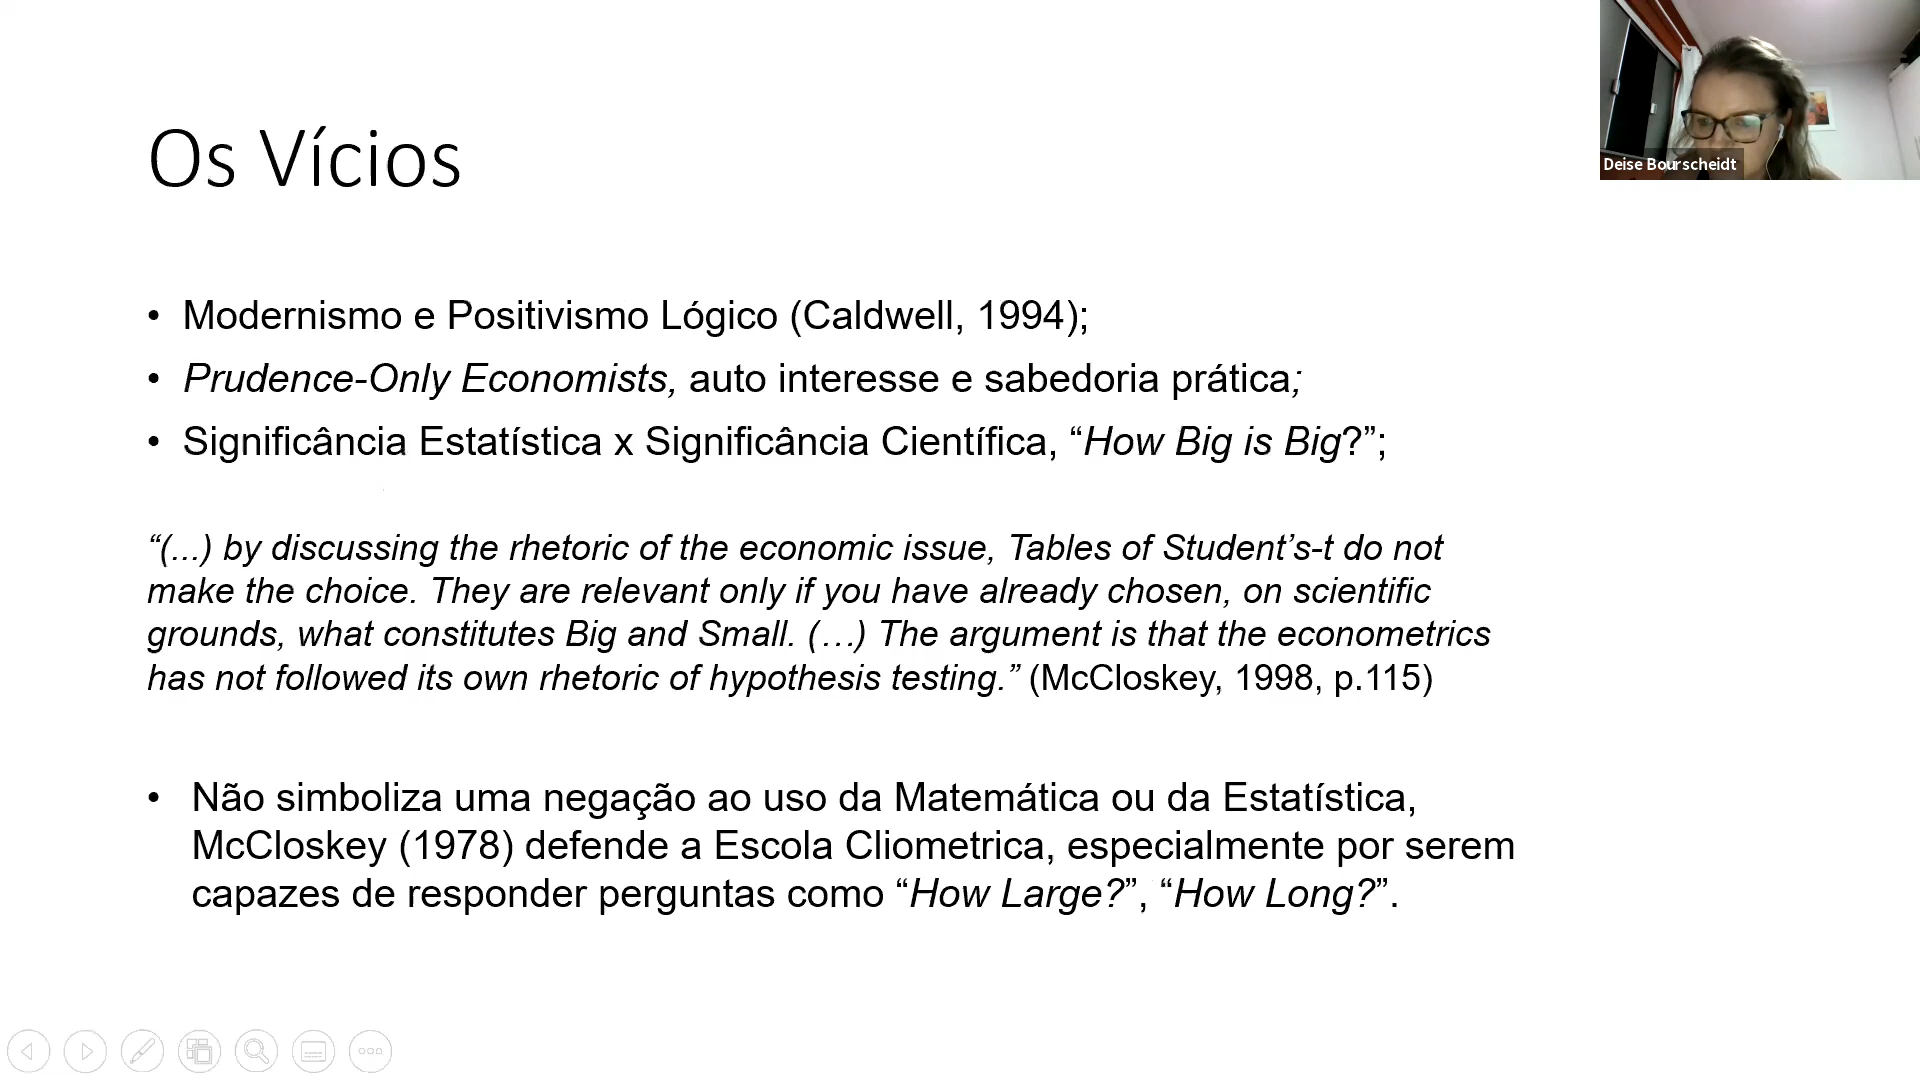 Os Vícios
Deise Bourscheidt
• Modernismo e Positivismo Lógico (Caldwell, 1994);
• Prudence-Only Economists, auto interesse e sabedoria prática;
• Significância Estatística x Significância Científica, “How Big is Big?”;
“(...) by discussing the rhetoric of the economic issue, Tables of Student’s-t do not
make the choice. They are relevant only if you have already chosen, on scientific
grounds, what constitutes Big and Small. (…) The argument is that the econometrics
has not followed its own rhetoric of hypothesis testing.” (McCloskey, 1998, p.115)
• Não simboliza uma negação ao uso da Matemática ou da Estatística,
McCloskey (1978) defende a Escola Cliometrica, especialmente por serem
capazes de responder perguntas como “How Large?”, “How Long?”.